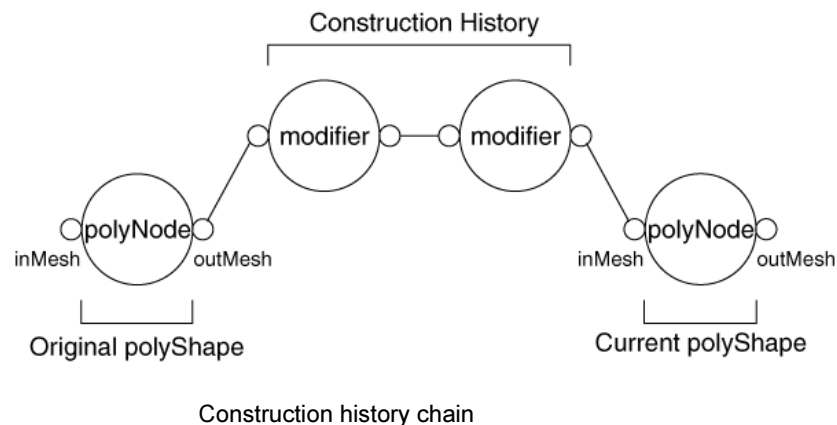 Construction History
modifier
modifier
polyNode
inMesh
outMesh
polyNode
inMesh
outMesh
Original polyShape
Current polyShape
Construction history chain